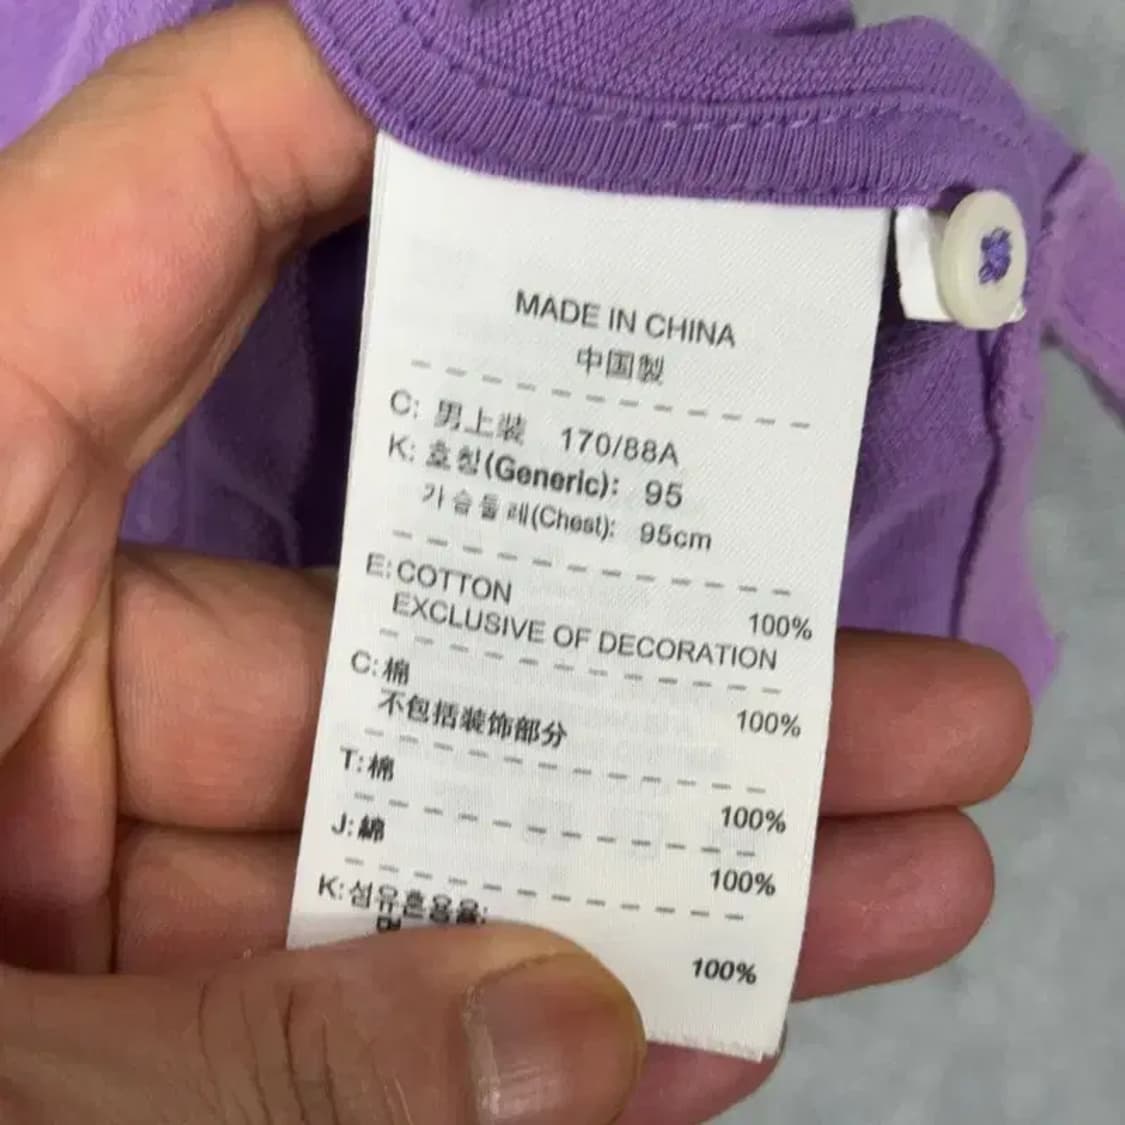 MADE IN CHINA
中国製
C: 男上装 170/88A
K: 호칭(Generic): 95
가슴둘레(Chest): 95cm
E: COTTON 100%
EXCLUSIVE OF DECORATION
C: 棉 100%
不包括装饰部分
T: 棉 100%
J: 綿 100%
K: 섬유혼용율:
100%